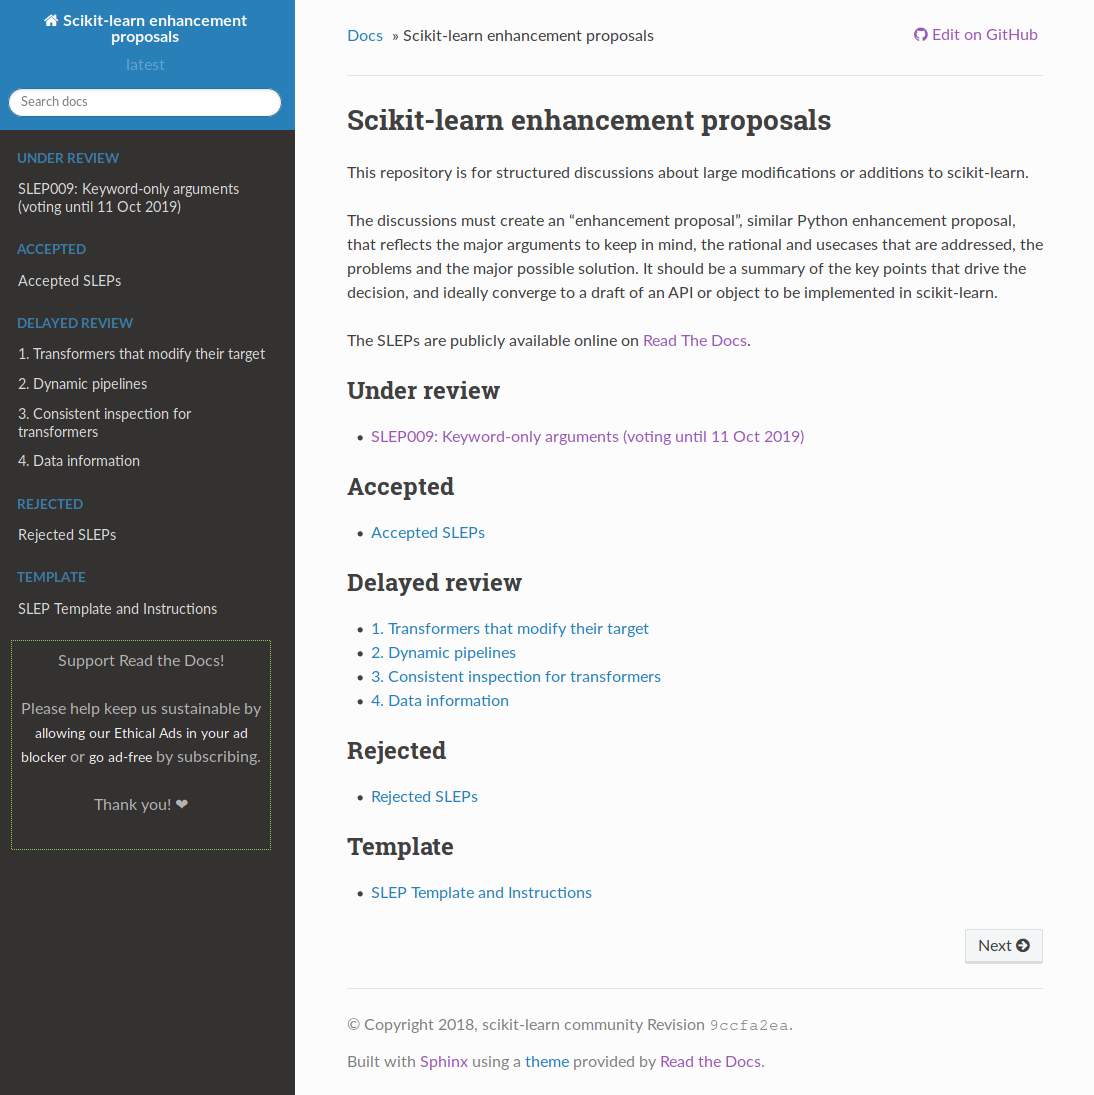 Scikit-learn enhancement
proposals
latest
Search docs
UNDER REVIEW
SLEP009: Keyword-only arguments
(voting until 11 Oct 2019)
ACCEPTED
Accepted SLEPs
DELAYED REVIEW
1. Transformers that modify their target
2. Dynamic pipelines
3. Consistent inspection for
transformers
4. Data information
REJECTED
Rejected SLEPs
TEMPLATE
SLEP Template and Instructions
Support Read the Docs!
Please help keep us sustainable by
allowing our Ethical Ads in your ad
blocker or go ad-free by subscribing.
Thank you! ❤
Docs » Scikit-learn enhancement proposals
Edit on GitHub
Scikit-learn enhancement proposals
This repository is for structured discussions about large modifications or additions to scikit-learn.
The discussions must create an “enhancement proposal”, similar Python enhancement proposal,
that reflects the major arguments to keep in mind, the rational and usecases that are addressed, the
problems and the major possible solution. It should be a summary of the key points that drive the
decision, and ideally converge to a draft of an API or object to be implemented in scikit-learn.
The SLEPs are publicly available online on Read The Docs.
Under review
• SLEP009: Keyword-only arguments (voting until 11 Oct 2019)
Accepted
• Accepted SLEPs
Delayed review
• 1. Transformers that modify their target
• 2. Dynamic pipelines
• 3. Consistent inspection for transformers
• 4. Data information
Rejected
• Rejected SLEPs
Template
• SLEP Template and Instructions
Next
© Copyright 2018, scikit-learn community Revision 9ccfa2ea.
Built with Sphinx using a theme provided by Read the Docs.